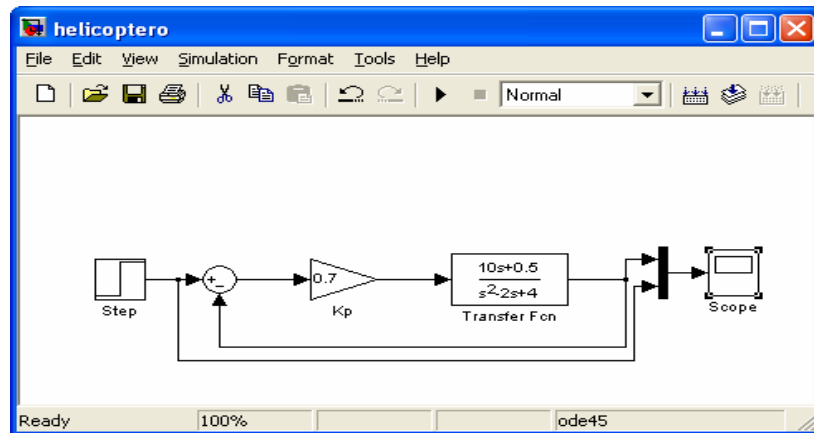 helicoptero
File Edit View Simulation Format Tools Help
Normal
Step
+
-
0.7
Kp
10s+0.5
s²-2s+4
Transfer Fcn
Scope
Ready 100% ode45